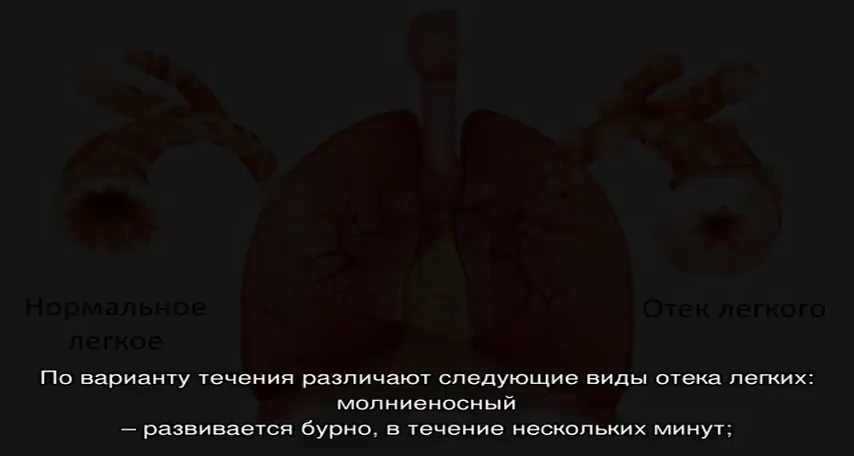 Нормальное
легкое
Отек легкого
По варианту течения различают следующие виды отека легких:
молниеносный
– развивается бурно, в течение нескольких минут;